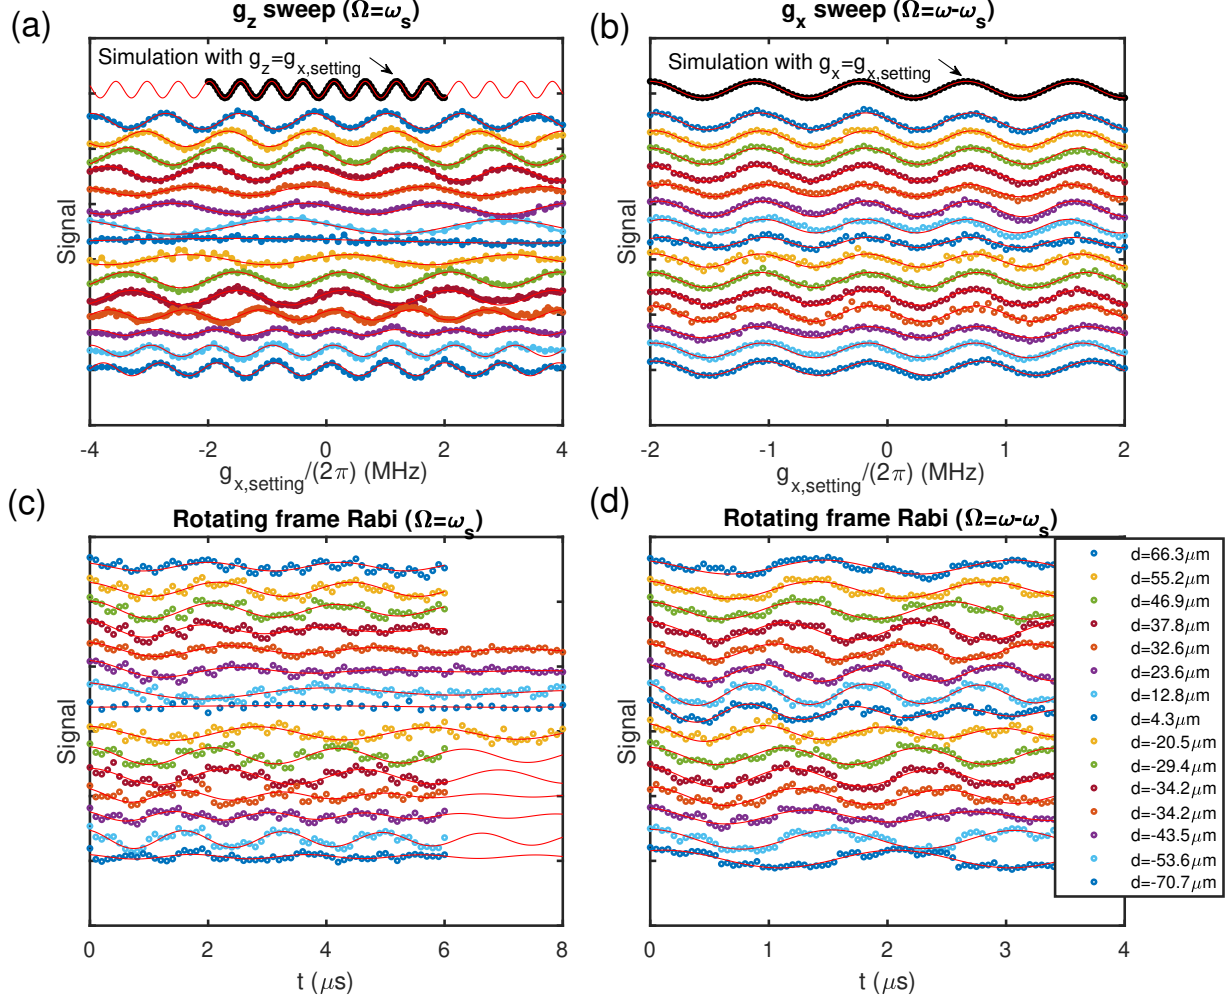 (a)
g_z sweep (Ω=ω_s)
Simulation with g_z=g_x,setting
Signal
-4 -2 0 2 4
g_x,setting/(2π) (MHz)
(b)
g_x sweep (Ω=ω-ω_s)
Simulation with g_x=g_x,setting
Signal
-2 -1 0 1 2
g_x,setting/(2π) (MHz)
(c)
Rotating frame Rabi (Ω=ω_s)
Signal
0 2 4 6 8
t (μs)
(d)
Rotating frame Rabi (Ω=ω-ω_s)
Signal
0 1 2 3 4
t (μs)
d=66.3μm
d=55.2μm
d=46.9μm
d=37.8μm
d=32.6μm
d=23.6μm
d=12.8μm
d=4.3μm
d=-20.5μm
d=-29.4μm
d=-34.2μm
d=-34.2μm
d=-43.5μm
d=-53.6μm
d=-70.7μm